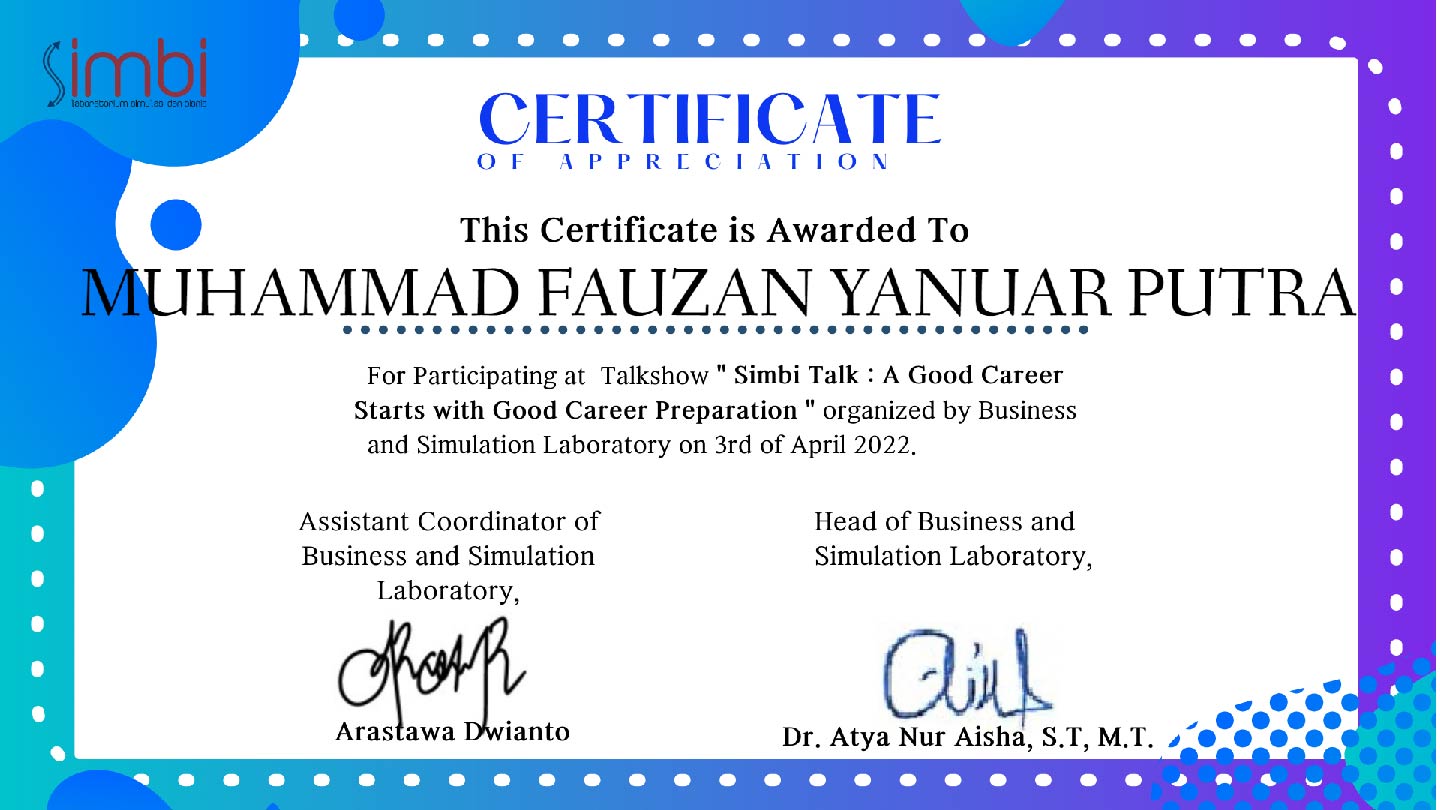 Simbi
laboratorium simulasi dan bisnis
CERTIFICATE
OF APPRECIATION
This Certificate is Awarded To
MUHAMMAD FAUZAN YANUAR PUTRA
For Participating at Talkshow " Simbi Talk : A Good Career
Starts with Good Career Preparation " organized by Business
and Simulation Laboratory on 3rd of April 2022.
Assistant Coordinator of
Business and Simulation
Laboratory,
Arastawa Dwianto
Head of Business and
Simulation Laboratory,
Dr. Atya Nur Aisha, S.T, M.T.